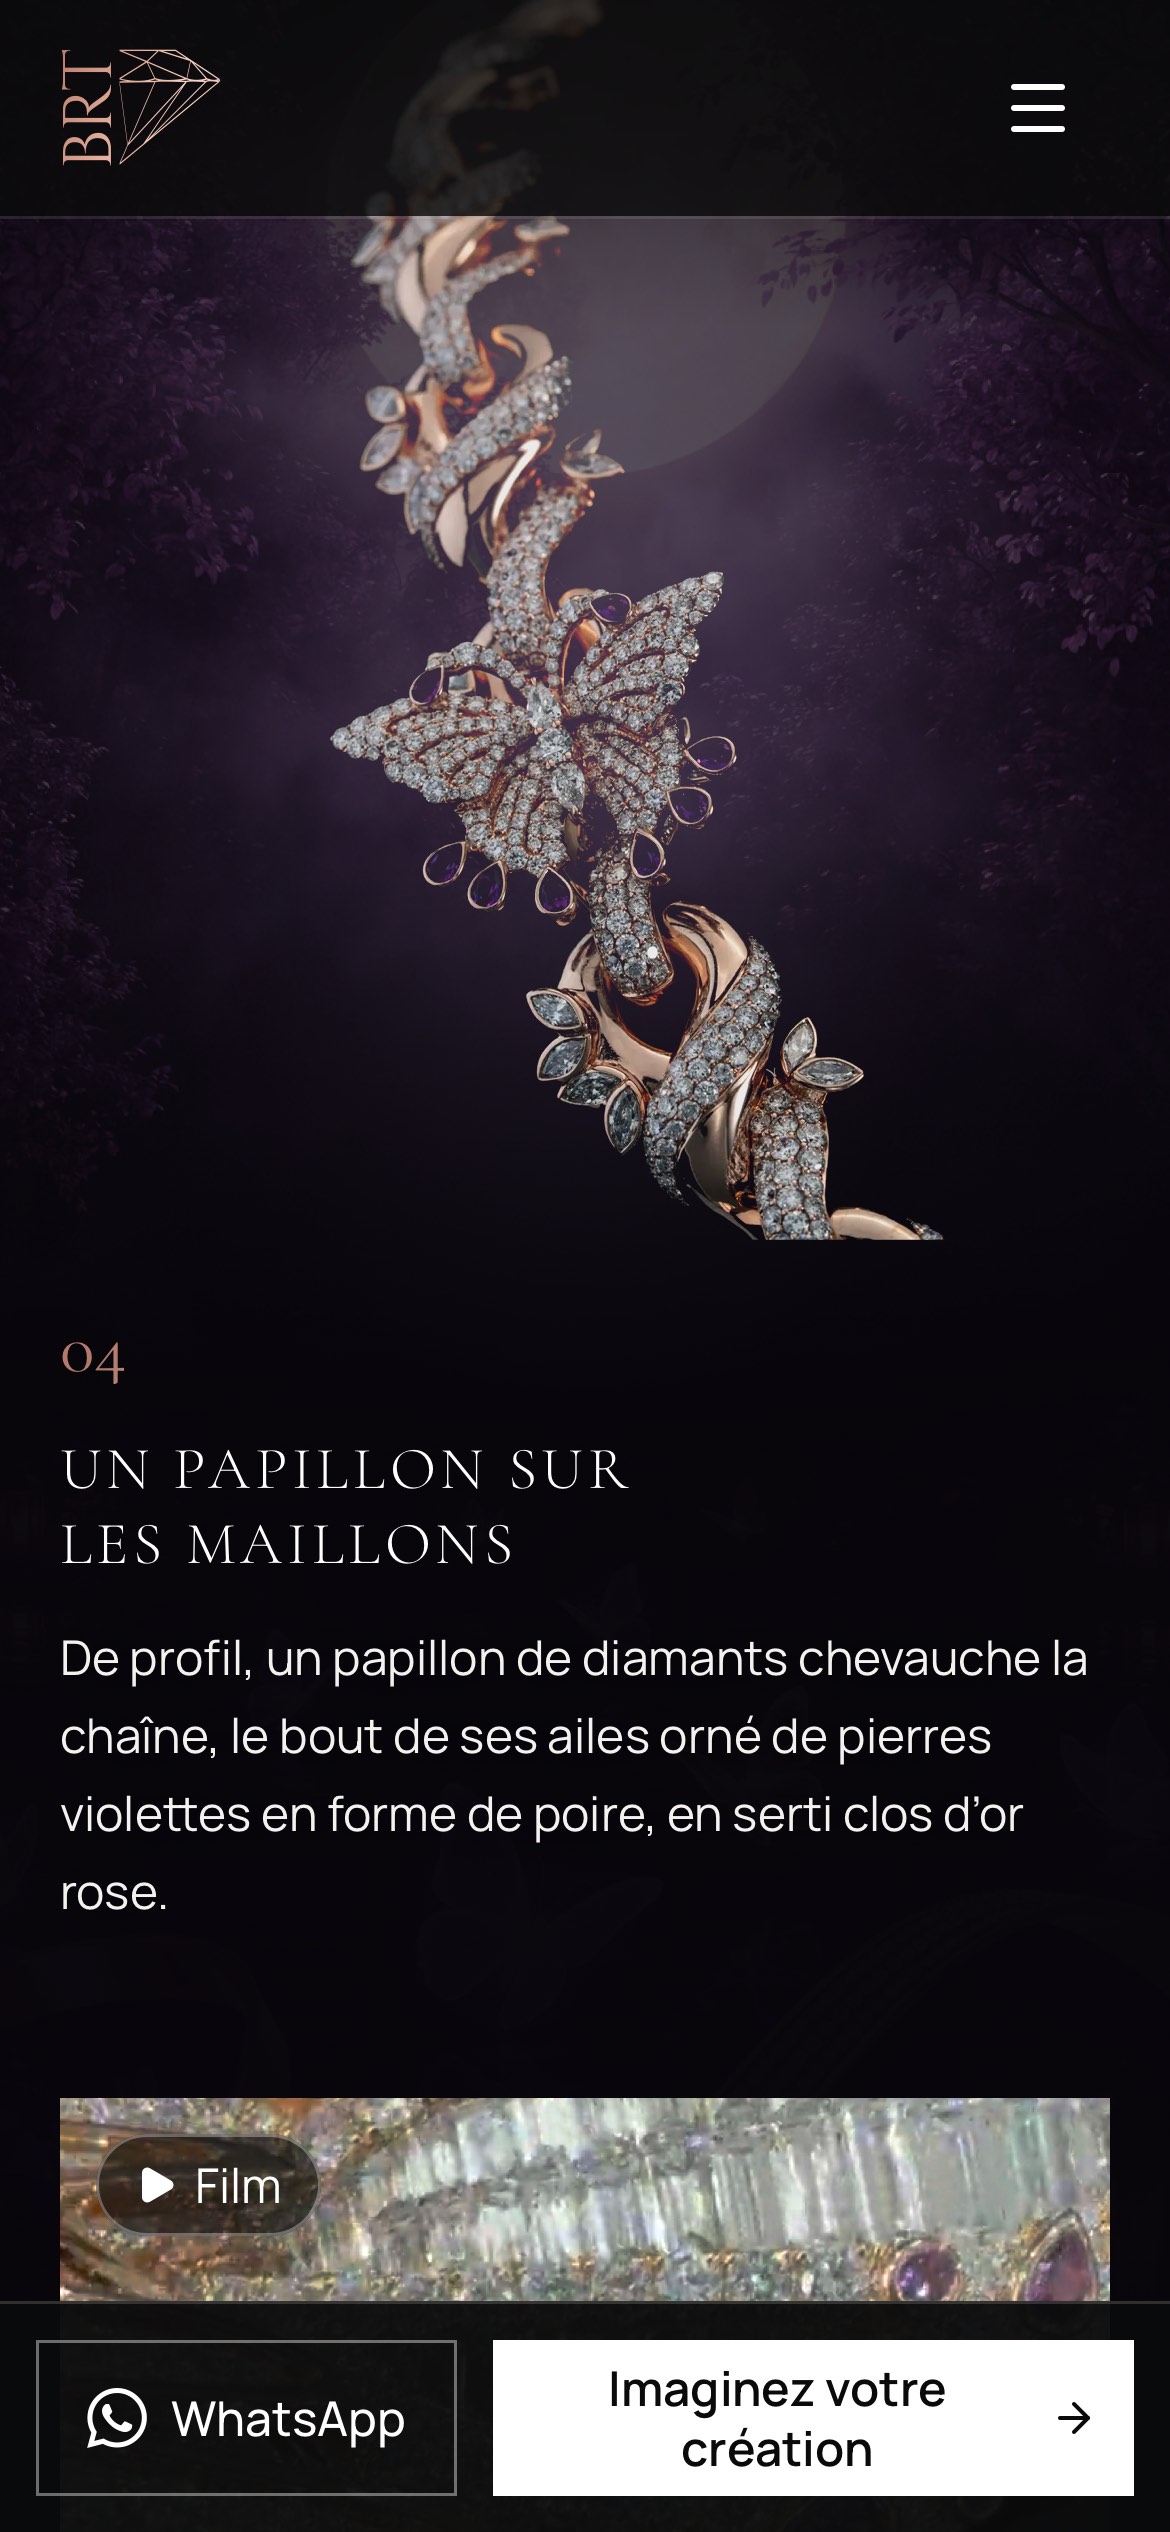 BRT
04
UN PAPILLON SUR
LES MAILLONS
De profil, un papillon de diamants chevauche la
chaîne, le bout de ses ailes orné de pierres
violettes en forme de poire, en serti clos d’or
rose.
Film
WhatsApp
Imaginez votre
création